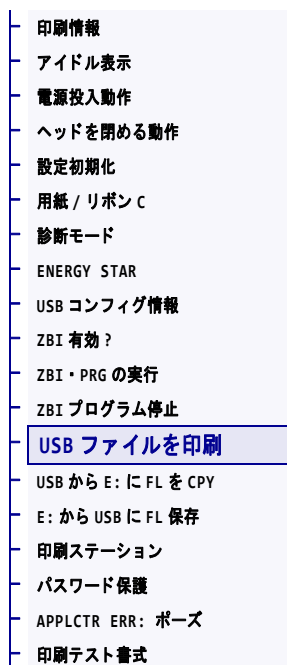 印刷情報
アイドル表示
電源投入動作
ヘッドを閉める動作
設定初期化
用紙 / リボン C
診断モード
ENERGY STAR
USB コンフィグ情報
ZBI 有効 ?
ZBI・PRG の実行
ZBI プログラム停止
USB ファイルを印刷
USB から E: に FL を CPY
E: から USB に FL 保存
印刷ステーション
パスワード保護
APPLCTR ERR: ポーズ
印刷テスト書式